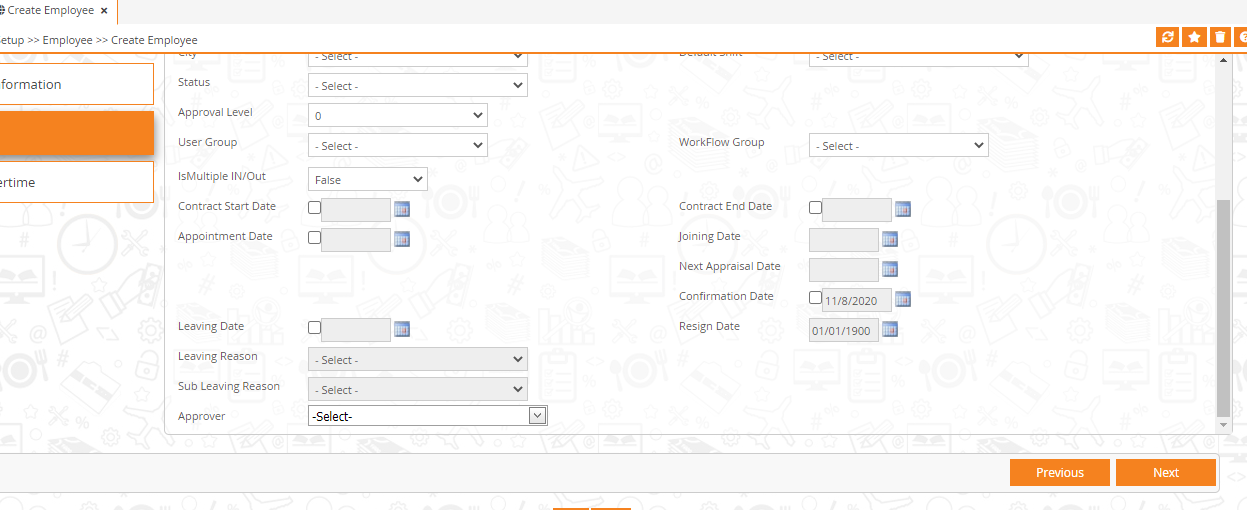 Create Employee ×
etup >> Employee >> Create Employee
City - Select - Default Shift - Select -
formation
Status - Select -
Approval Level 0
User Group - Select - WorkFlow Group - Select -
IsMultiple IN/Out False
ertime
Contract Start Date Contract End Date
Appointment Date Joining Date
Next Appraisal Date
Confirmation Date 11/8/2020
Leaving Date Resign Date 01/01/1900
Leaving Reason - Select -
Sub Leaving Reason - Select -
Approver -Select-
Previous Next